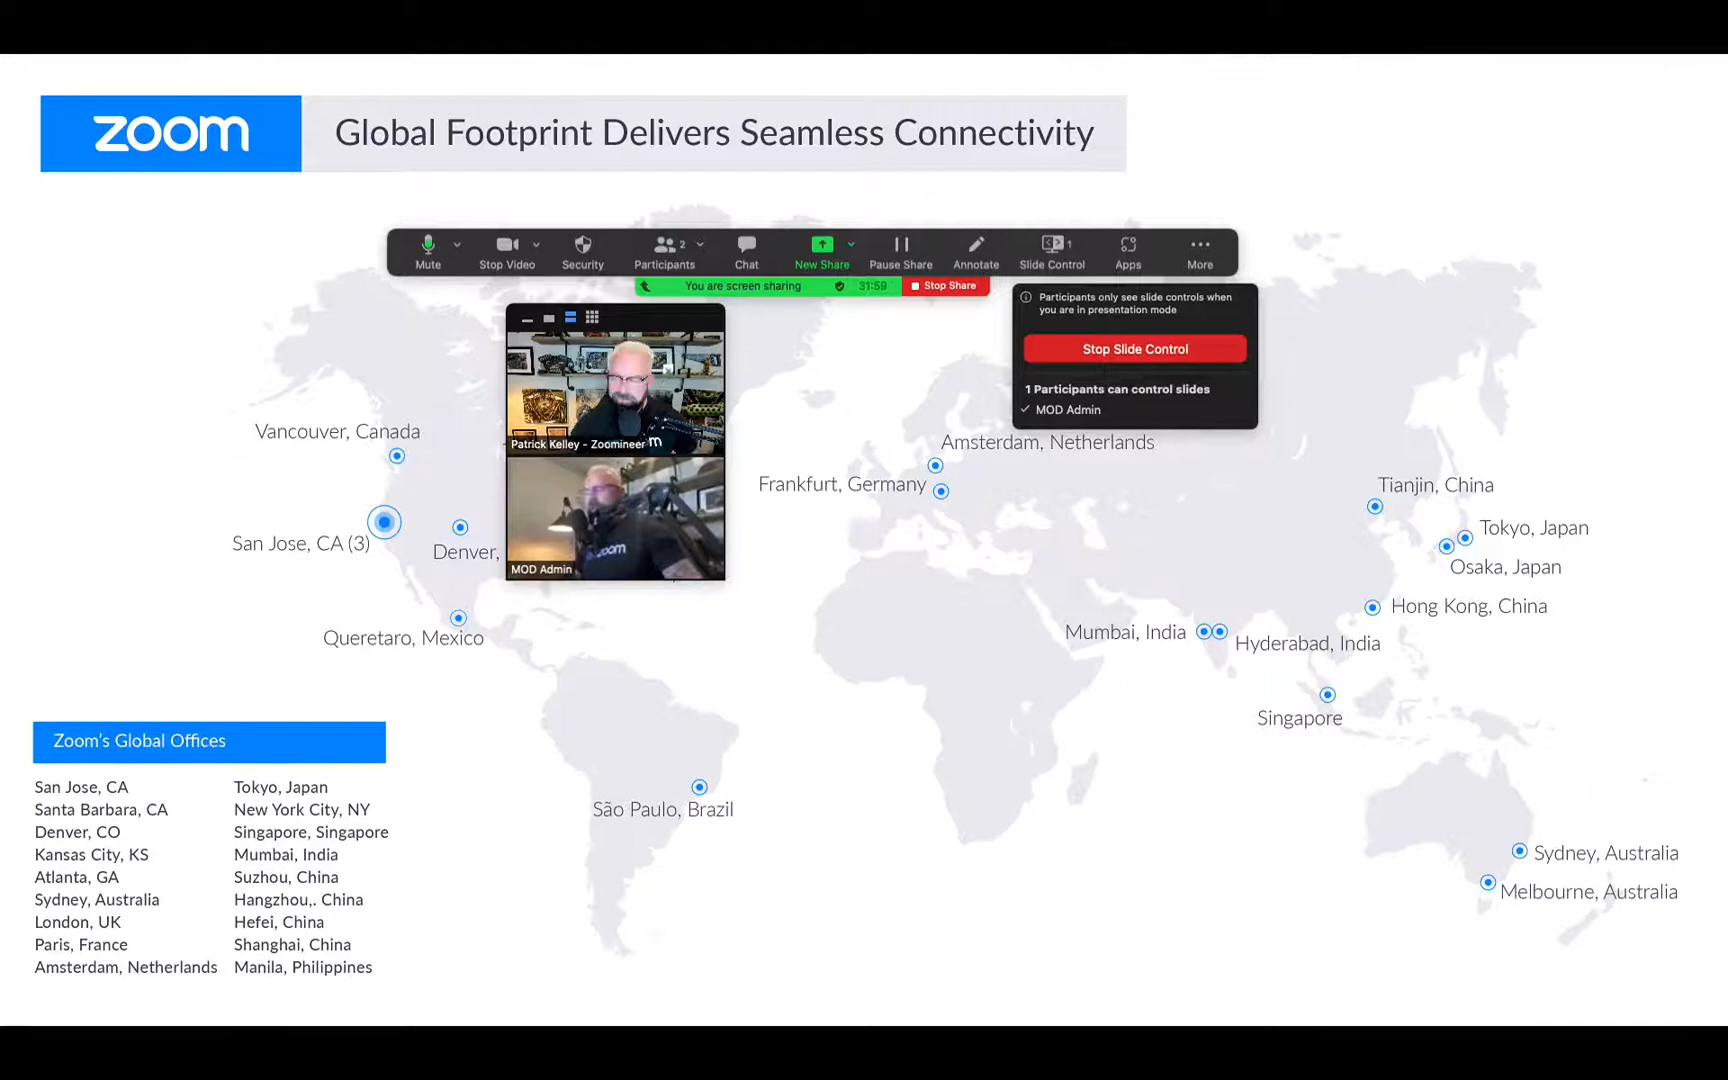 zoom
Global Footprint Delivers Seamless Connectivity
Mute
Stop Video
Security
Participants 2
Chat
New Share
Pause Share
Annotate
Slide Control 1
Apps
More
You are screen sharing
31:59
Stop Share
Participants only see slide controls when
you are in presentation mode
Stop Slide Control
1 Participants can control slides
MOD Admin
Patrick Kelley - Zoomineer
zoom
MOD Admin
Vancouver, Canada
San Jose, CA (3)
Denver,
Queretaro, Mexico
São Paulo, Brazil
Amsterdam, Netherlands
Frankfurt, Germany
Tianjin, China
Tokyo, Japan
Osaka, Japan
Hong Kong, China
Mumbai, India
Hyderabad, India
Singapore
Sydney, Australia
Melbourne, Australia
Zoom's Global Offices
San Jose, CA
Santa Barbara, CA
Denver, CO
Kansas City, KS
Atlanta, GA
Sydney, Australia
London, UK
Paris, France
Amsterdam, Netherlands
Tokyo, Japan
New York City, NY
Singapore, Singapore
Mumbai, India
Suzhou, China
Hangzhou,. China
Hefei, China
Shanghai, China
Manila, Philippines